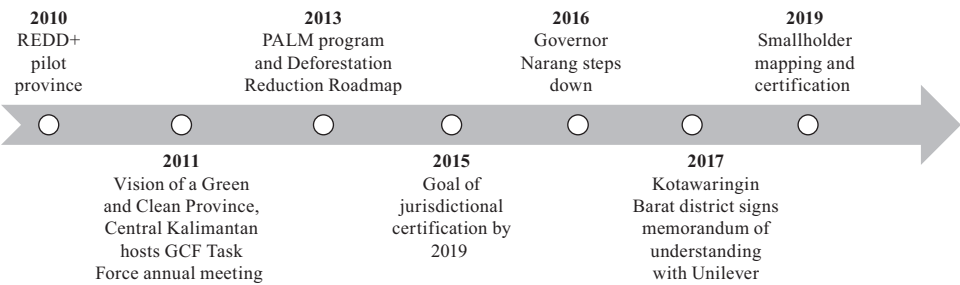 2010
REDD+
pilot
province
2011
Vision of a Green
and Clean Province,
Central Kalimantan
hosts GCF Task
Force annual meeting
2013
PALM program
and Deforestation
Reduction Roadmap
2015
Goal of
jurisdictional
certification by
2019
2016
Governor
Narang steps
down
2017
Kotawaringin
Barat district signs
memorandum of
understanding
with Unilever
2019
Smallholder
mapping and
certification